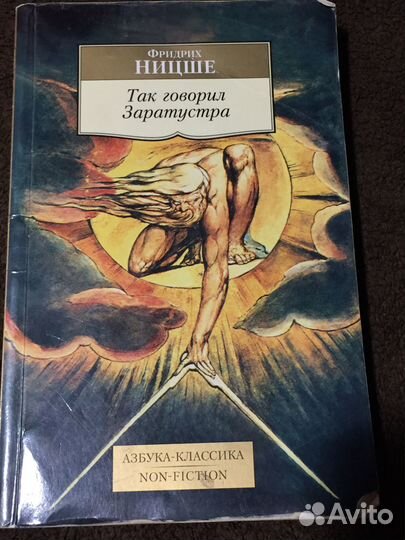 Фридрих
НИЦШЕ
Так говорил
Заратустра
АЗБУКА-КЛАССИКА
NON-FICTION
Avito